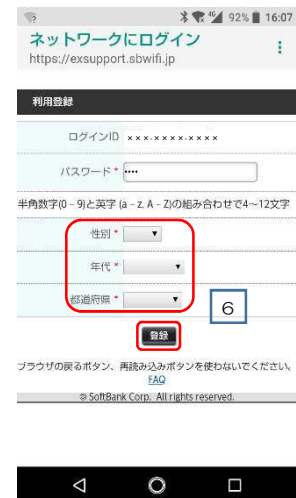 4G 92% 16:07
ネットワークにログイン
https://exsupport.sbwifi.jp
利用登録
ログインID ×××-××××-××××
パスワード * ••••
半角数字(0 - 9)と英字 (a - z, A - Z)の組み合わせで4～12文字
性別 *
年代 *
都道府県 *
6
登録
ブラウザの戻るボタン、再読み込みボタンを使わないでください。
FAQ
© SoftBank Corp. All rights reserved.